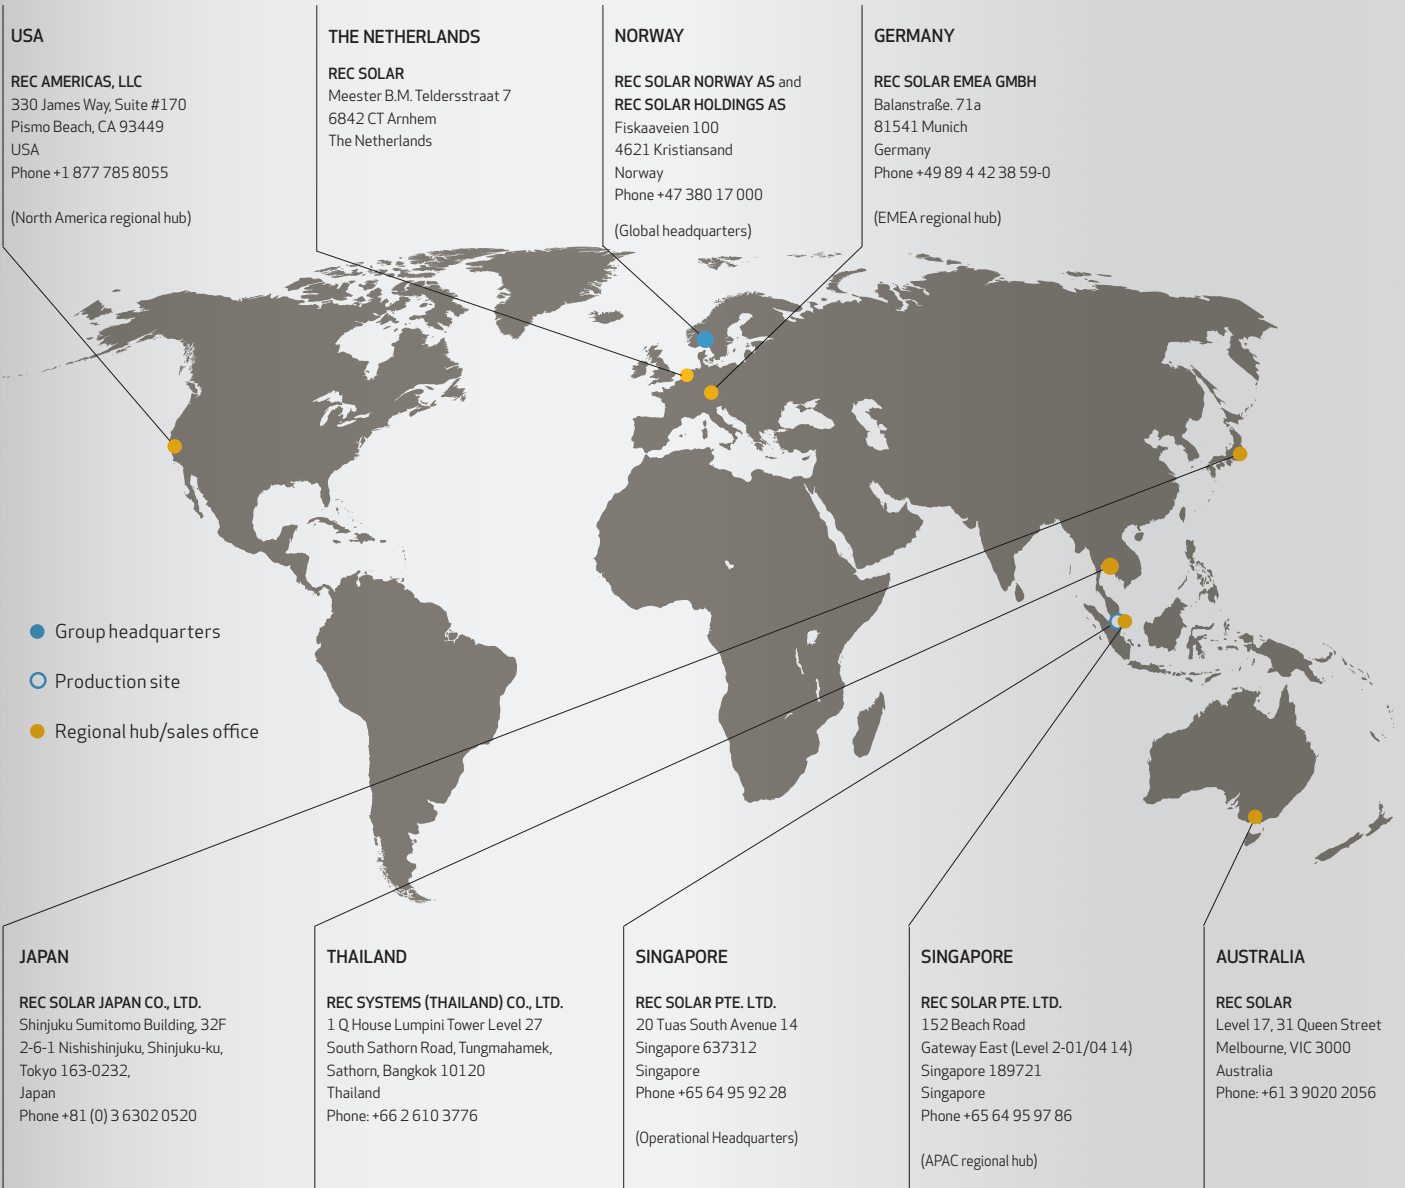 USA
REC AMERICAS, LLC
330 James Way, Suite #170
Pismo Beach, CA 93449
USA
Phone +1 877 785 8055
(North America regional hub)
THE NETHERLANDS
REC SOLAR
Meester B.M. Teldersstraat 7
6842 CT Arnhem
The Netherlands
NORWAY
REC SOLAR NORWAY AS and
REC SOLAR HOLDINGS AS
Fiskaaveien 100
4621 Kristiansand
Norway
Phone +47 380 17 000
(Global headquarters)
GERMANY
REC SOLAR EMEA GMBH
Balanstraße. 71a
81541 Munich
Germany
Phone +49 89 4 42 38 59-0
(EMEA regional hub)
Group headquarters
Production site
Regional hub/sales office
JAPAN
REC SOLAR JAPAN CO., LTD.
Shinjuku Sumitomo Building, 32F
2-6-1 Nishishinjuku, Shinjuku-ku,
Tokyo 163-0232,
Japan
Phone +81 (0) 3 6302 0520
THAILAND
REC SYSTEMS (THAILAND) CO., LTD.
1 Q House Lumpini Tower Level 27
South Sathorn Road, Tungmahamek,
Sathorn, Bangkok 10120
Thailand
Phone: +66 2 610 3776
SINGAPORE
REC SOLAR PTE. LTD.
20 Tuas South Avenue 14
Singapore 637312
Singapore
Phone +65 64 95 92 28
(Operational Headquarters)
SINGAPORE
REC SOLAR PTE. LTD.
152 Beach Road
Gateway East (Level 2-01/04 14)
Singapore 189721
Singapore
Phone +65 64 95 97 86
(APAC regional hub)
AUSTRALIA
REC SOLAR
Level 17, 31 Queen Street
Melbourne, VIC 3000
Australia
Phone: +61 3 9020 2056